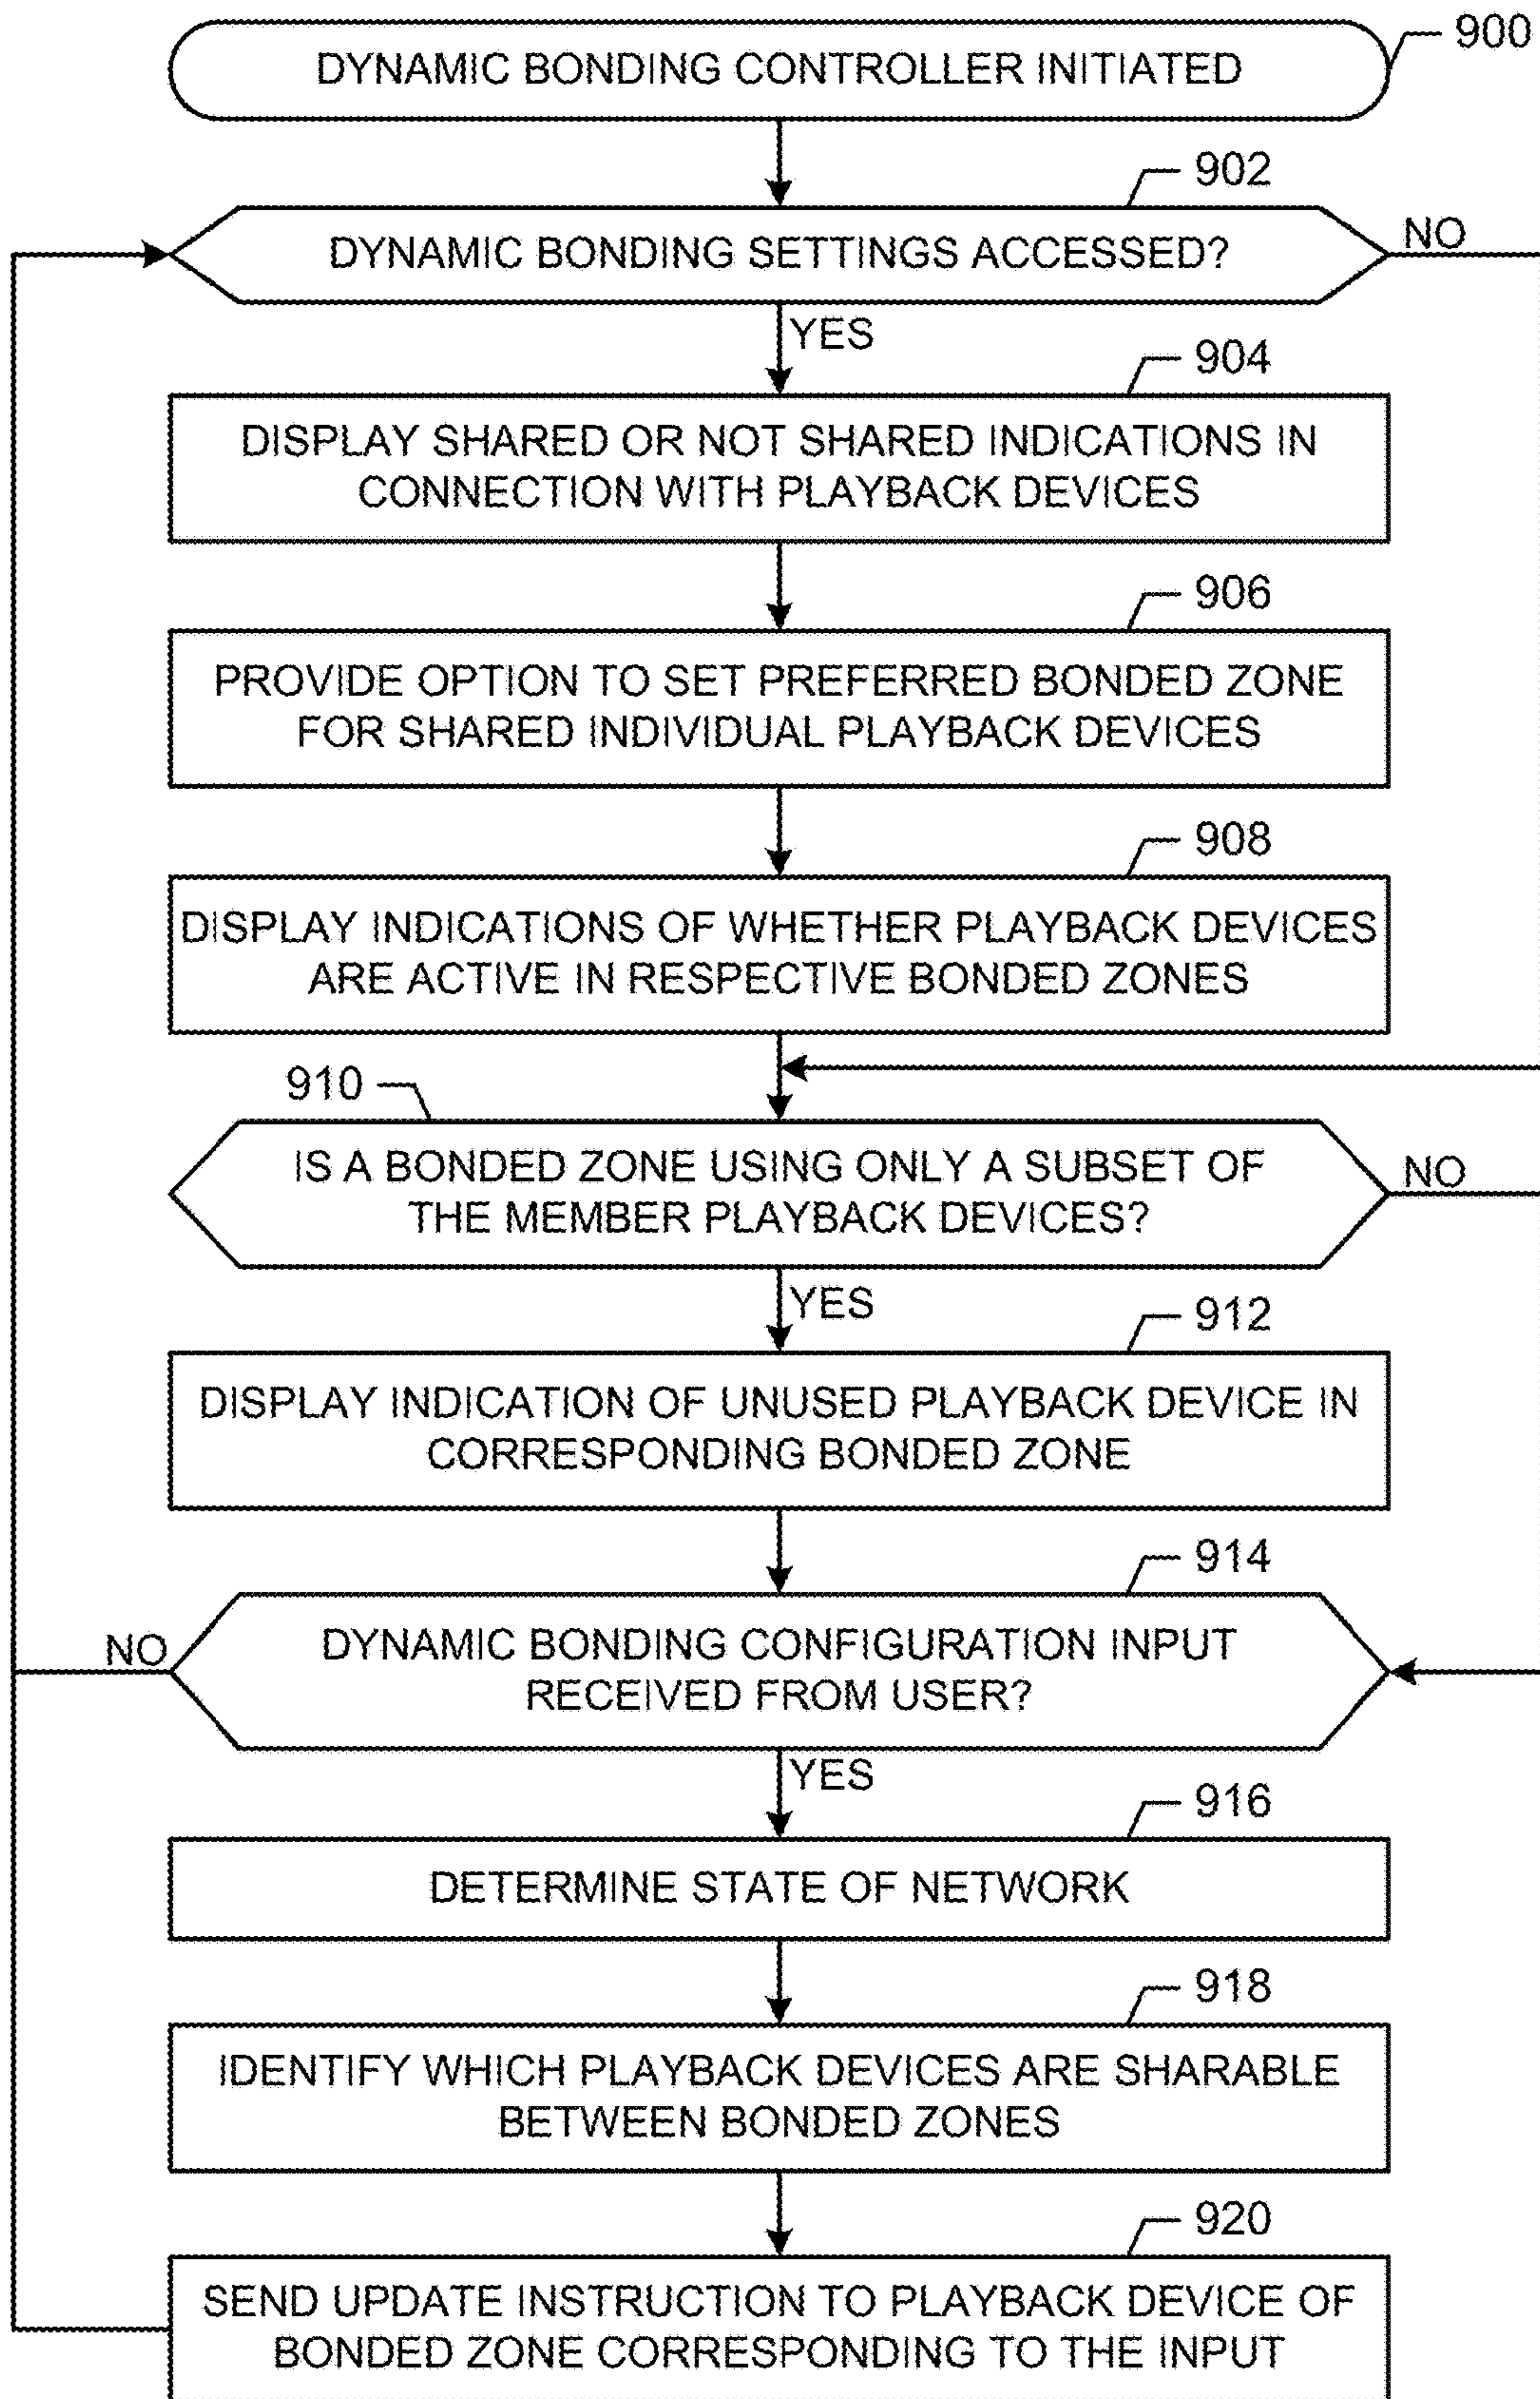 900
DYNAMIC BONDING CONTROLLER INITIATED
902
DYNAMIC BONDING SETTINGS ACCESSED?
NO
YES
904
DISPLAY SHARED OR NOT SHARED INDICATIONS IN
CONNECTION WITH PLAYBACK DEVICES
906
PROVIDE OPTION TO SET PREFERRED BONDED ZONE
FOR SHARED INDIVIDUAL PLAYBACK DEVICES
908
DISPLAY INDICATIONS OF WHETHER PLAYBACK DEVICES
ARE ACTIVE IN RESPECTIVE BONDED ZONES
910
IS A BONDED ZONE USING ONLY A SUBSET OF
THE MEMBER PLAYBACK DEVICES?
NO
YES
912
DISPLAY INDICATION OF UNUSED PLAYBACK DEVICE IN
CORRESPONDING BONDED ZONE
914
NO
DYNAMIC BONDING CONFIGURATION INPUT
RECEIVED FROM USER?
YES
916
DETERMINE STATE OF NETWORK
918
IDENTIFY WHICH PLAYBACK DEVICES ARE SHARABLE
BETWEEN BONDED ZONES
920
SEND UPDATE INSTRUCTION TO PLAYBACK DEVICE OF
BONDED ZONE CORRESPONDING TO THE INPUT